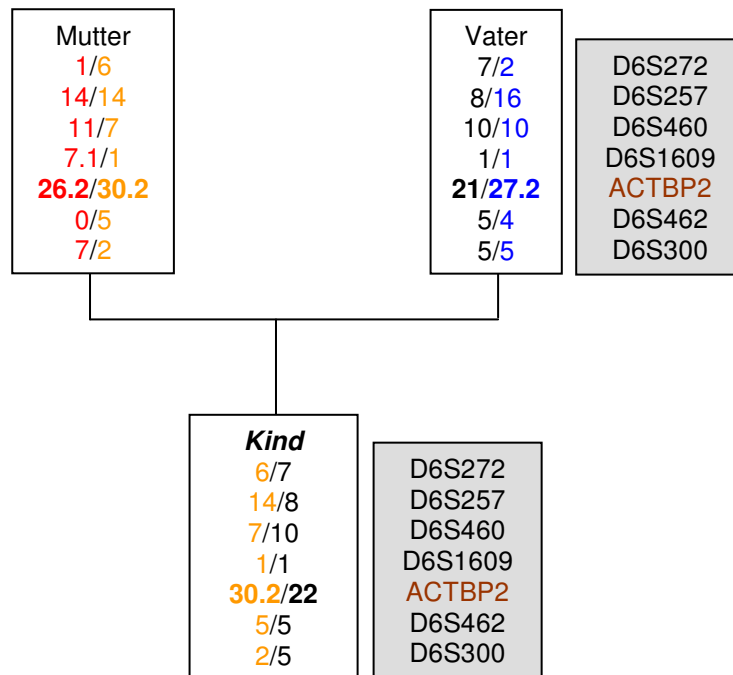 Mutter
1/6
14/14
11/7
7.1/1
26.2/30.2
0/5
7/2
Vater
7/2
8/16
10/10
1/1
21/27.2
5/4
5/5
D6S272
D6S257
D6S460
D6S1609
ACTBP2
D6S462
D6S300
Kind
6/7
14/8
7/10
1/1
30.2/22
5/5
2/5
D6S272
D6S257
D6S460
D6S1609
ACTBP2
D6S462
D6S300